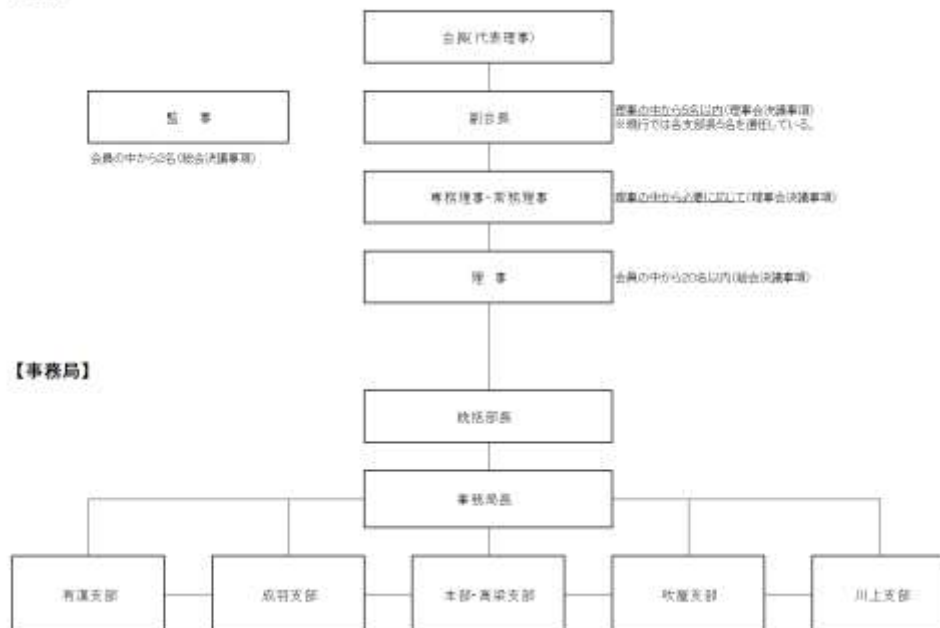 会長(代表理事)
監 事
会員の中から2名(総会決議事項)
副会長
理事の中から5名以内(理事会決議事項)
※現行では各支部長5名を選任している。
専務理事・常務理事
理事の中から必要に応じて(理事会決議事項)
理 事
会員の中から20名以内(総会決議事項)
【事務局】
統括部長
事務局長
有漢支部
成羽支部
本部・高梁支部
吹屋支部
川上支部